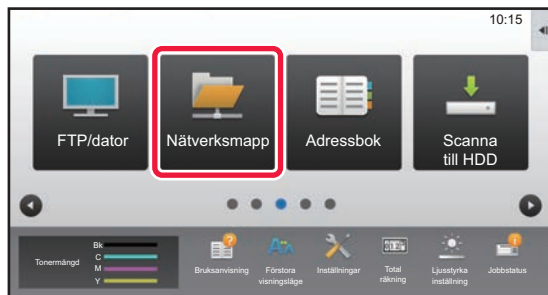 10:15
FTP/dator
Nätverksmapp
Adressbok
Scanna
till HDD
Tonermängd
Bk
C
M
Y
Bruksanvisning
Förstora
visningsläge
Inställningar
Total
räkning
Ljusstyrka
inställning
Jobbstatus